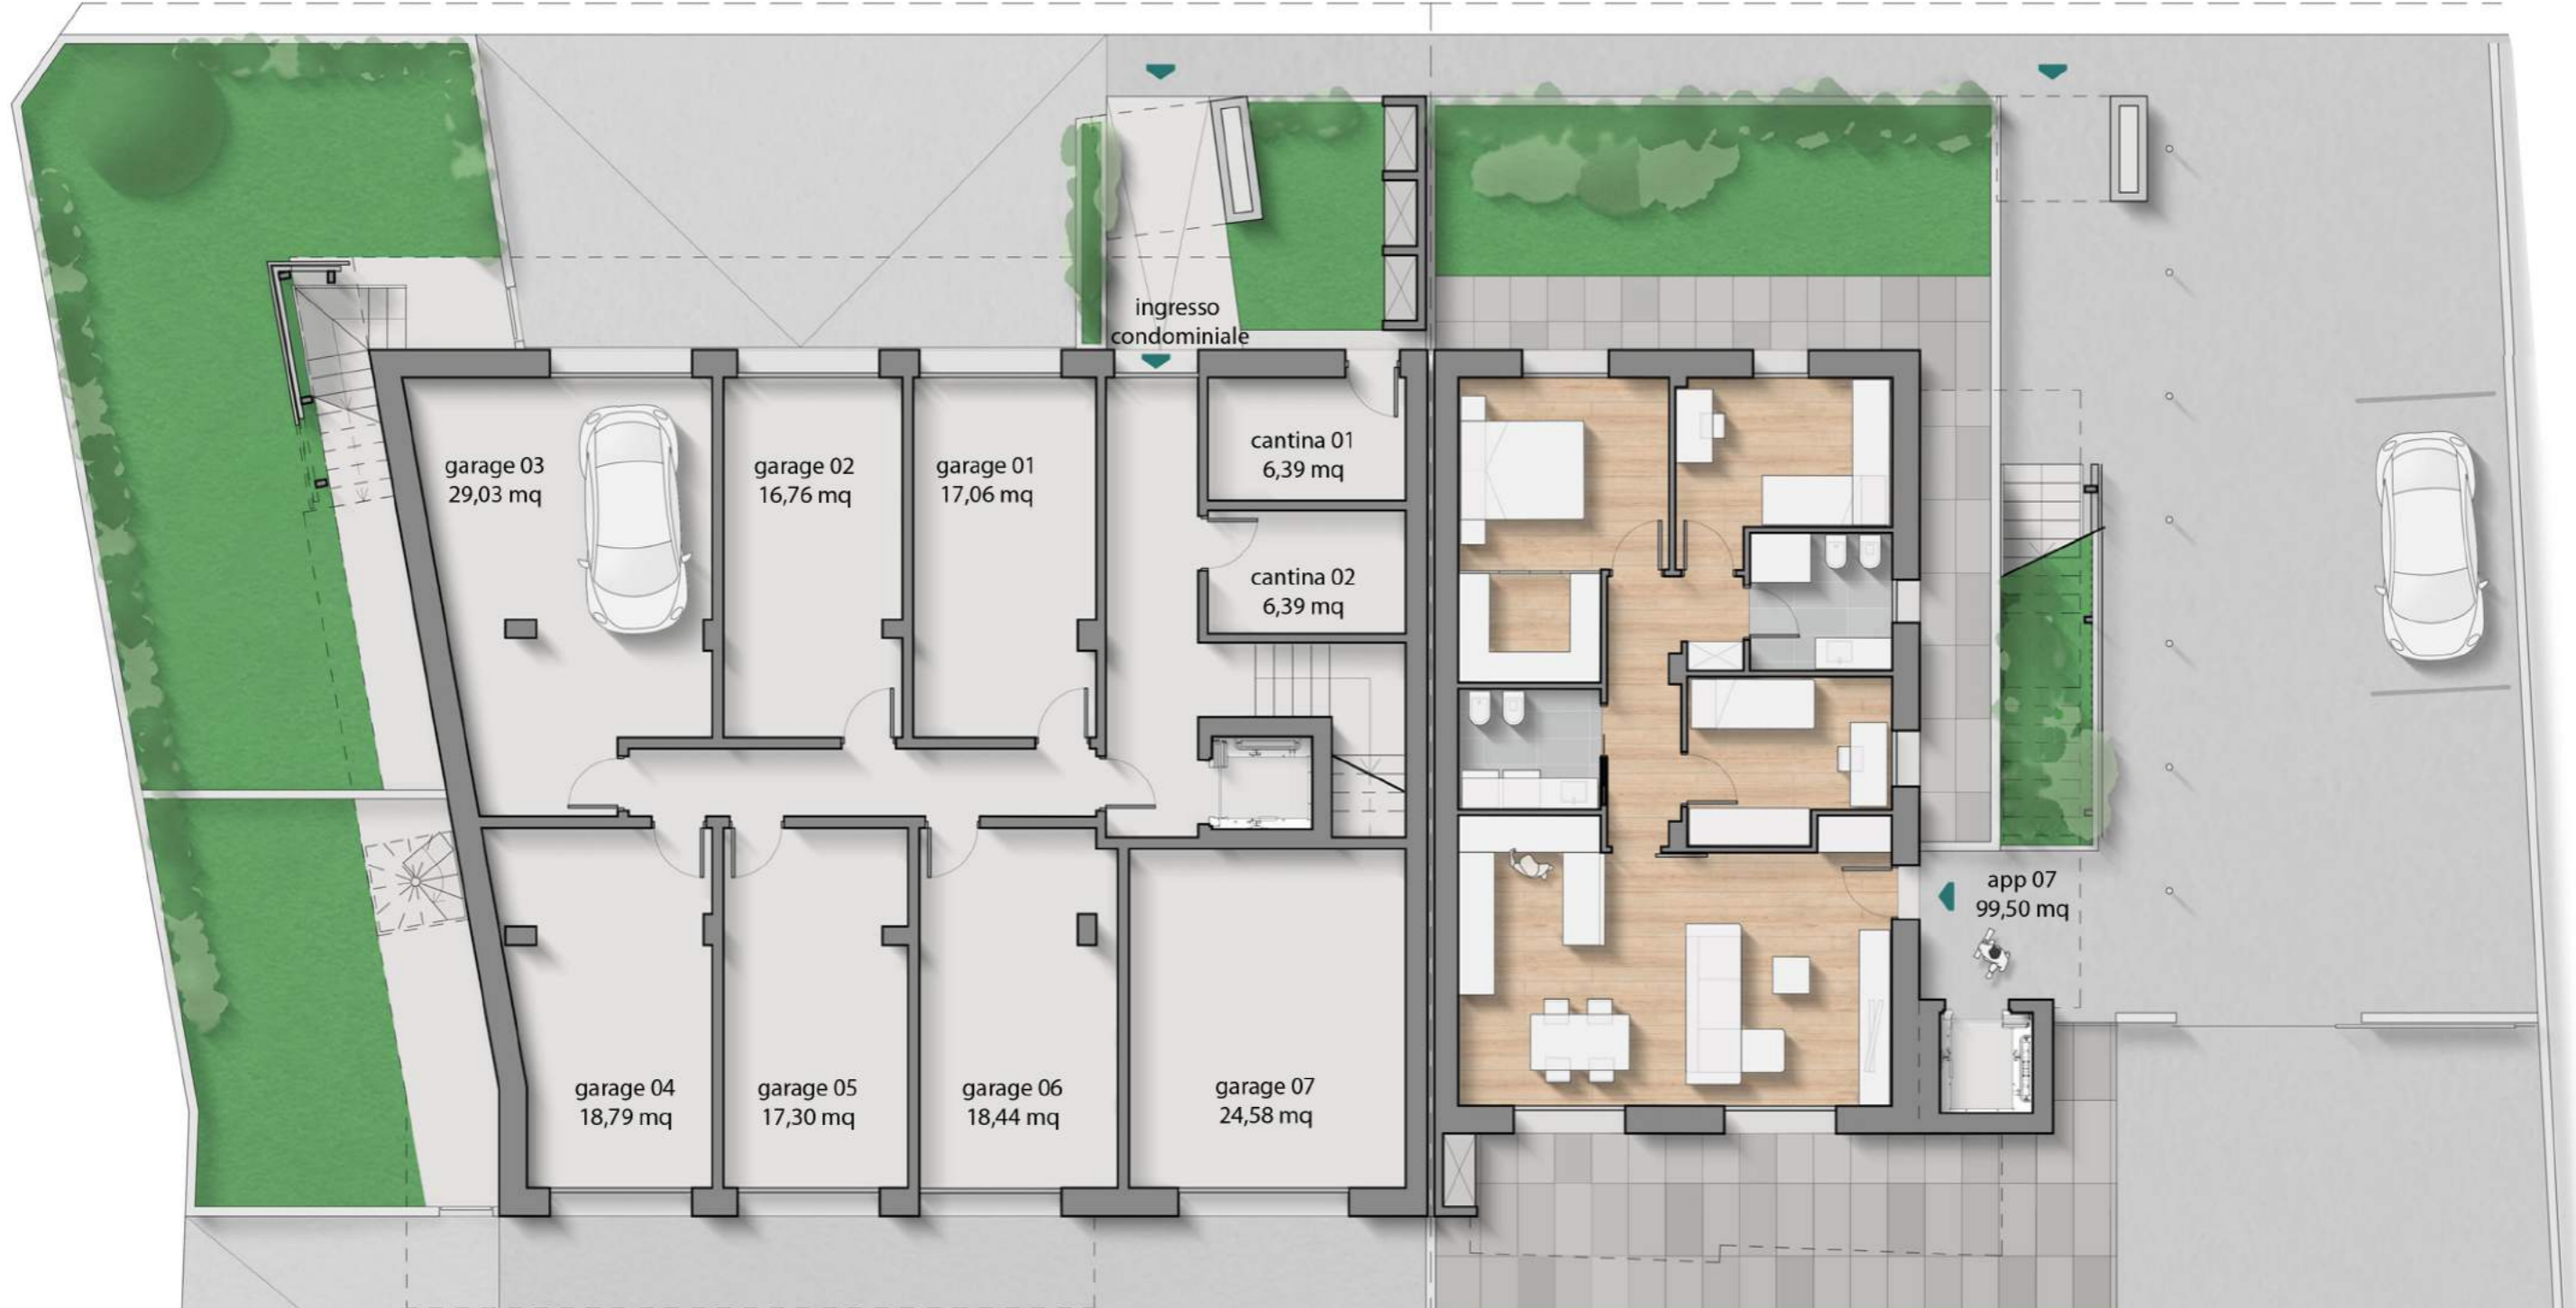 ingresso
condominiale
cantina 01
6,39 mq
garage 03
29,03 mq
garage 02
16,76 mq
garage 01
17,06 mq
cantina 02
6,39 mq
app 07
99,50 mq
garage 04
18,79 mq
garage 05
17,30 mq
garage 06
18,44 mq
garage 07
24,58 mq